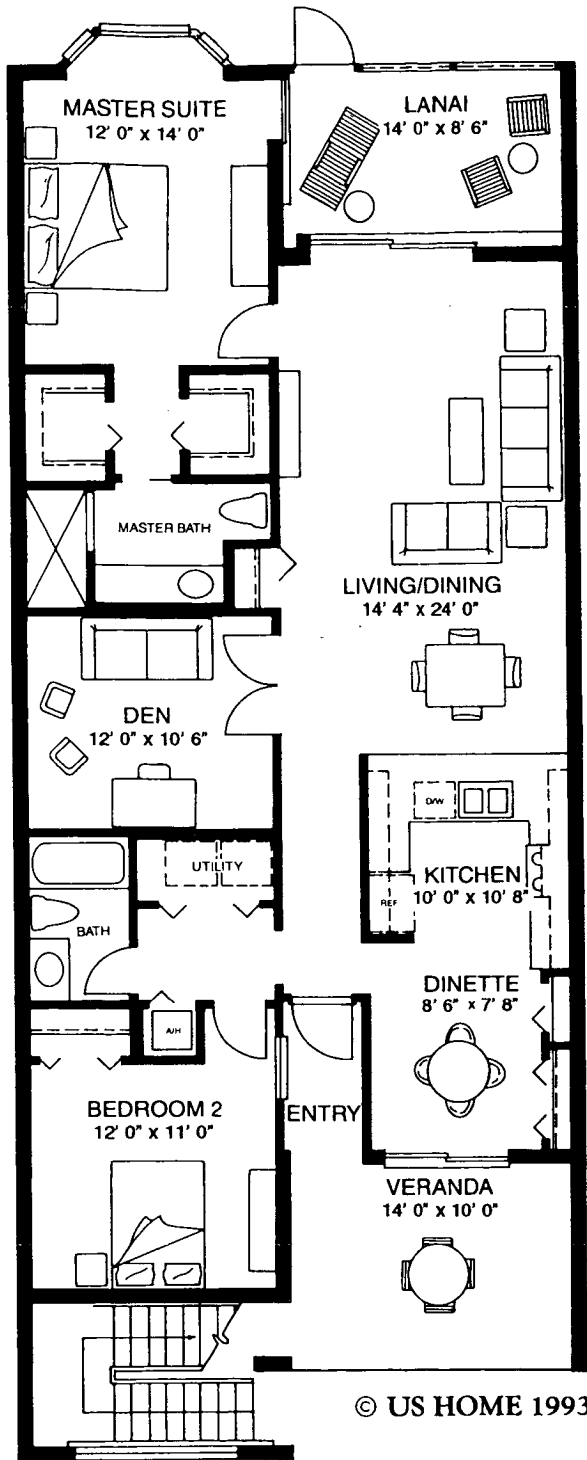 MASTER SUITE
12' 0" x 14' 0"
LANAI
14' 0" x 8' 6"
MASTER BATH
LIVING/DINING
14' 4" x 24' 0"
DEN
12' 0" x 10' 6"
D/W
UTILITY
KITCHEN
10' 0" x 10' 8"
REF
BATH
DINETTE
8' 6" x 7' 8"
A/H
BEDROOM 2
12' 0" x 11' 0"
ENTRY
VERANDA
14' 0" x 10' 0"
© US HOME 1993